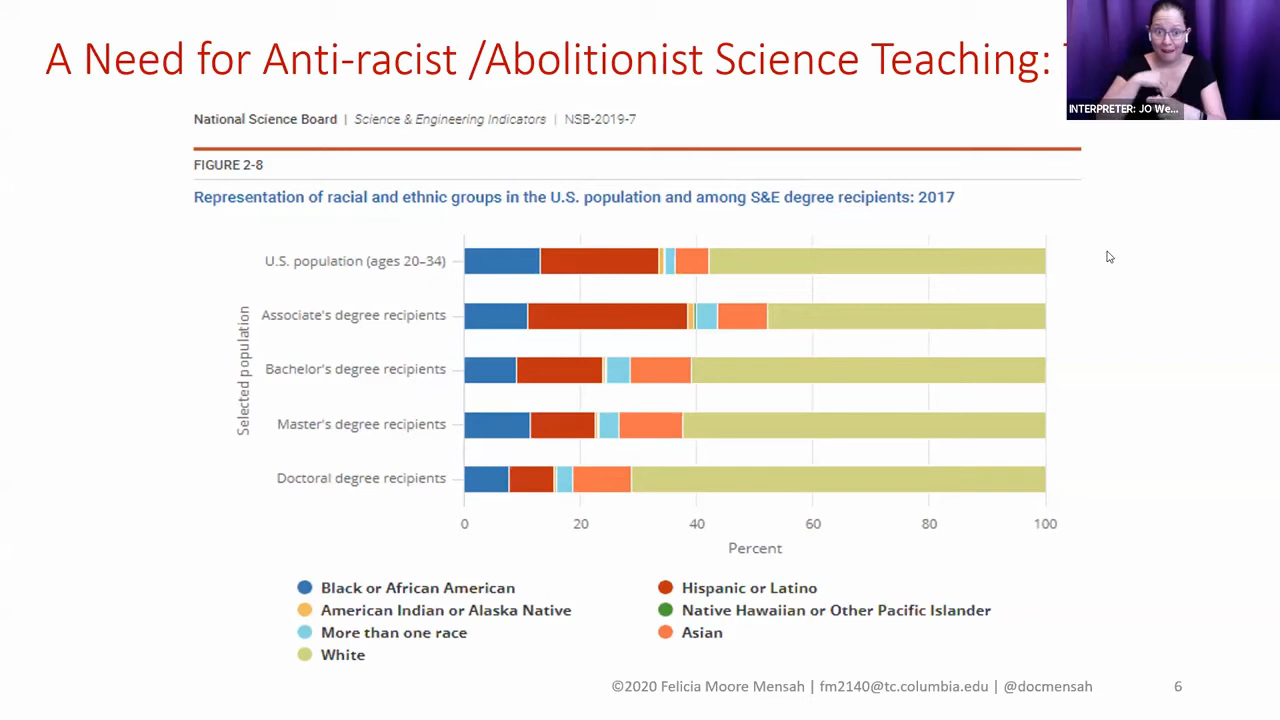 A Need for Anti-racist /Abolitionist Science Teaching:
INTERPRETER: JO We...
National Science Board | Science & Engineering Indicators | NSB-2019-7
FIGURE 2-8
Representation of racial and ethnic groups in the U.S. population and among S&E degree recipients: 2017
Selected population
U.S. population (ages 20–34)
Associate's degree recipients
Bachelor's degree recipients
Master's degree recipients
Doctoral degree recipients
0 20 40 60 80 100
Percent
Black or African American
Hispanic or Latino
American Indian or Alaska Native
Native Hawaiian or Other Pacific Islander
More than one race
Asian
White
©2020 Felicia Moore Mensah | fm2140@tc.columbia.edu | @docmensah
6